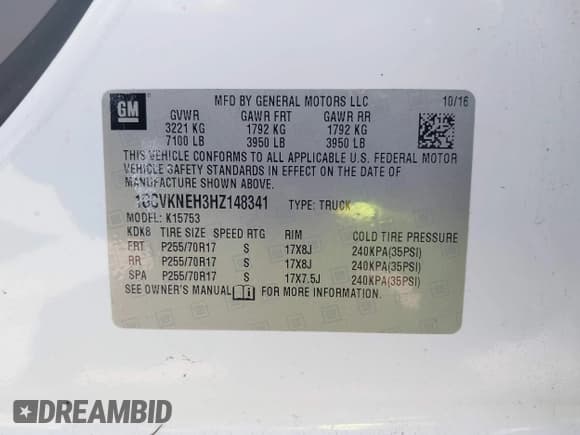 GM
MFD BY GENERAL MOTORS LLC 10/16
GVWR GAWR FRT GAWR RR
3221 KG 1792 KG 1792 KG
7100 LB 3950 LB 3950 LB
THIS VEHICLE CONFORMS TO ALL APPLICABLE U.S. FEDERAL MOTOR
VEHICLE SAFETY STANDARDS IN EFFECT ON THE DATE OF
MANUFACTURE SHOWN ABOVE.
1GCVKNEH3HZ148341 TYPE: TRUCK
MODEL: K15753
KDK8 TIRE SIZE SPEED RTG RIM COLD TIRE PRESSURE
FRT P255/70R17 S 17X8J 240KPA(35PSI)
RR P255/70R17 S 17X8J 240KPA(35PSI)
SPA P255/70R17 S 17X7.5J 240KPA(35PSI)
SEE OWNER'S MANUAL FOR MORE INFORMATION
DREAMBID